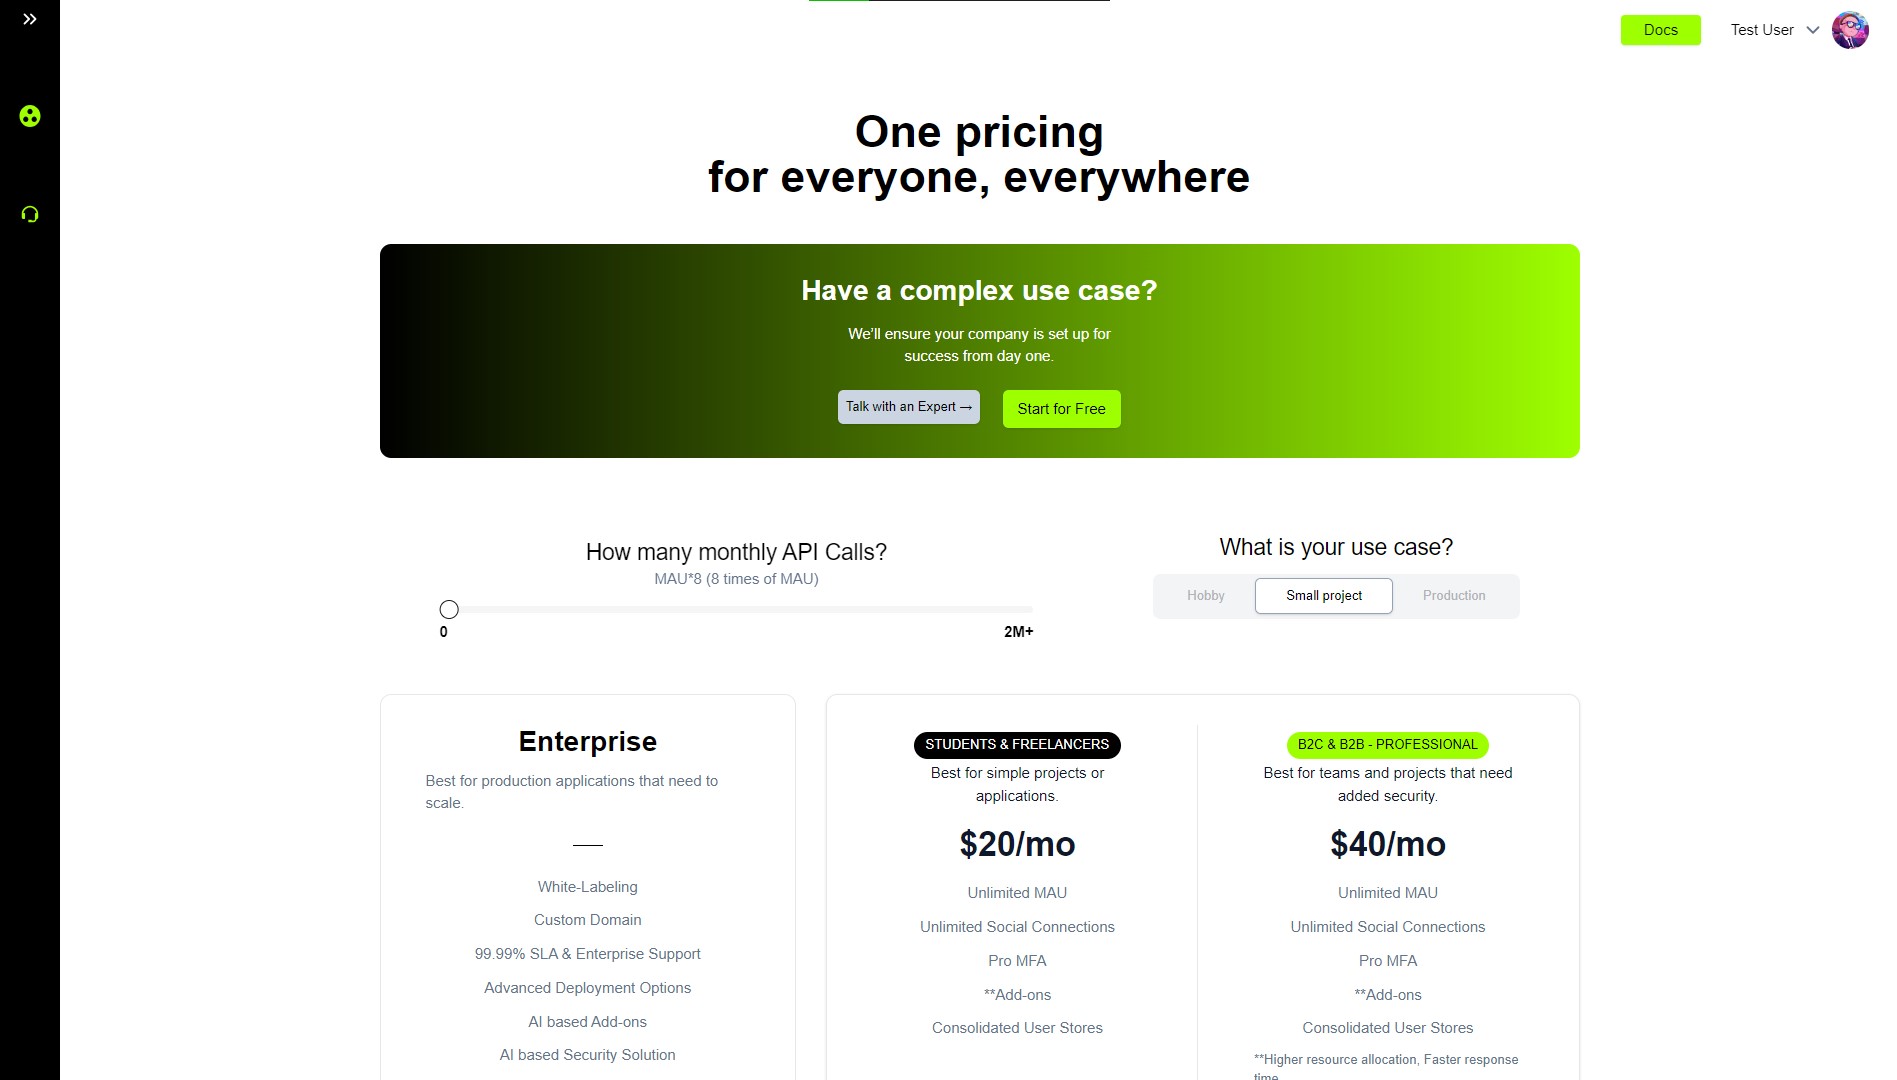 Docs
Test User
One pricing
for everyone, everywhere
Have a complex use case?
We’ll ensure your company is set up for
success from day one.
Talk with an Expert →
Start for Free
How many monthly API Calls?
MAU*8 (8 times of MAU)
0
2M+
What is your use case?
Hobby
Small project
Production
Enterprise
Best for production applications that need to
scale.
White-Labeling
Custom Domain
99.99% SLA & Enterprise Support
Advanced Deployment Options
AI based Add-ons
AI based Security Solution
STUDENTS & FREELANCERS
Best for simple projects or
applications.
$20/mo
Unlimited MAU
Unlimited Social Connections
Pro MFA
**Add-ons
Consolidated User Stores
B2C & B2B - PROFESSIONAL
Best for teams and projects that need
added security.
$40/mo
Unlimited MAU
Unlimited Social Connections
Pro MFA
**Add-ons
Consolidated User Stores
**Higher resource allocation, Faster response
time